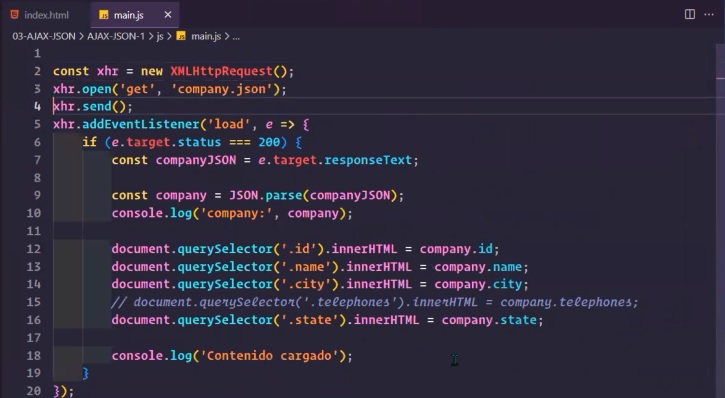 index.html
JS main.js ×
03-AJAX-JSON > AJAX-JSON-1 > js > JS main.js > ...
1
2 const xhr = new XMLHttpRequest();
3 xhr.open('get', 'company.json');
4 xhr.send();
5 xhr.addEventListener('load', e => {
6 if (e.target.status === 200) {
7 const companyJSON = e.target.responseText;
8
9 const company = JSON.parse(companyJSON);
10 console.log('company:', company);
11
12 document.querySelector('.id').innerHTML = company.id;
13 document.querySelector('.name').innerHTML = company.name;
14 document.querySelector('.city').innerHTML = company.city;
15 // document.querySelector('.telephones').innerHTML = company.telephones;
16 document.querySelector('.state').innerHTML = company.state;
17
18 console.log('Contenido cargado');
19 }
20 });